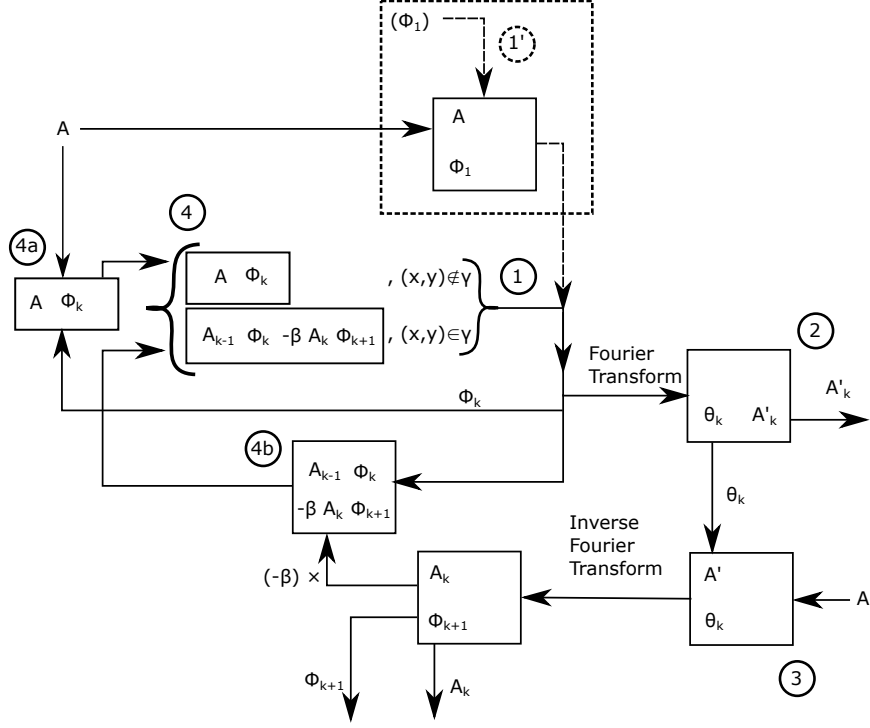 (Φ₁)
1'
A
A
Φ₁
4
4a
A Φₖ
A Φₖ
, (x,y)∉γ
1
Aₖ₋₁ Φₖ -β Aₖ Φₖ₊₁
, (x,y)∈γ
2
Fourier
Transform
A'ₖ
Φₖ
θₖ A'ₖ
4b
Aₖ₋₁ Φₖ
-β Aₖ Φₖ₊₁
θₖ
Inverse
Fourier
Transform
(-β) ×
Aₖ
Φₖ₊₁
A'
θₖ
A
Φₖ₊₁
Aₖ
3